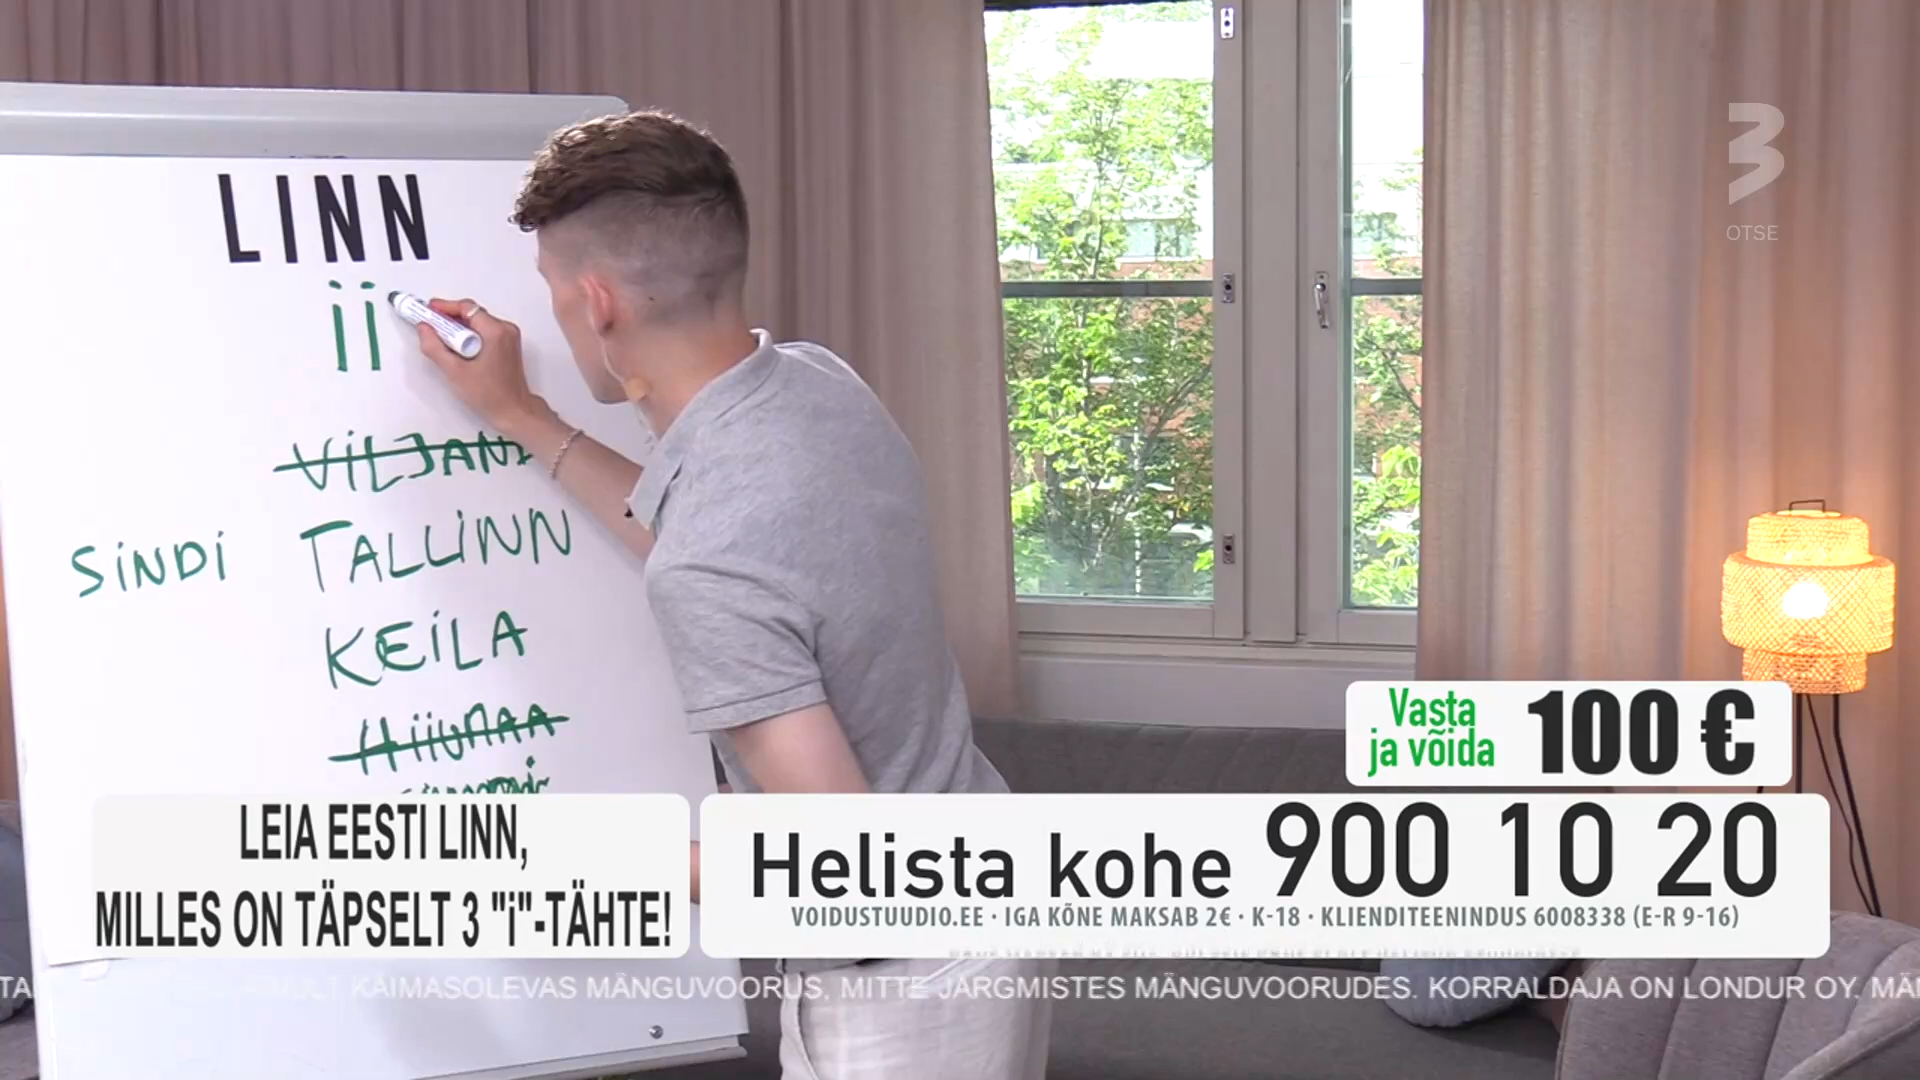 LINN
ii
VILJANDI
SINDI TALLINN
KEILA
HIIUMAA
3
OTSE
Vasta
ja võida
100 €
LEIA EESTI LINN,
MILLES ON TÄPSELT 3 "i"-TÄHTE!
Helista kohe 900 10 20
VOIDUSTUUDIO.EE · IGA KÕNE MAKSAB 2€ · K-18 · KLIENDITEENINDUS 6008338 (E-R 9-16)
KÄIMASOLEVAS MÄNGUVOORUS, MITTE JÄRGMISTES MÄNGUVOORUDES. KORRALDAJA ON LONDUR OY.